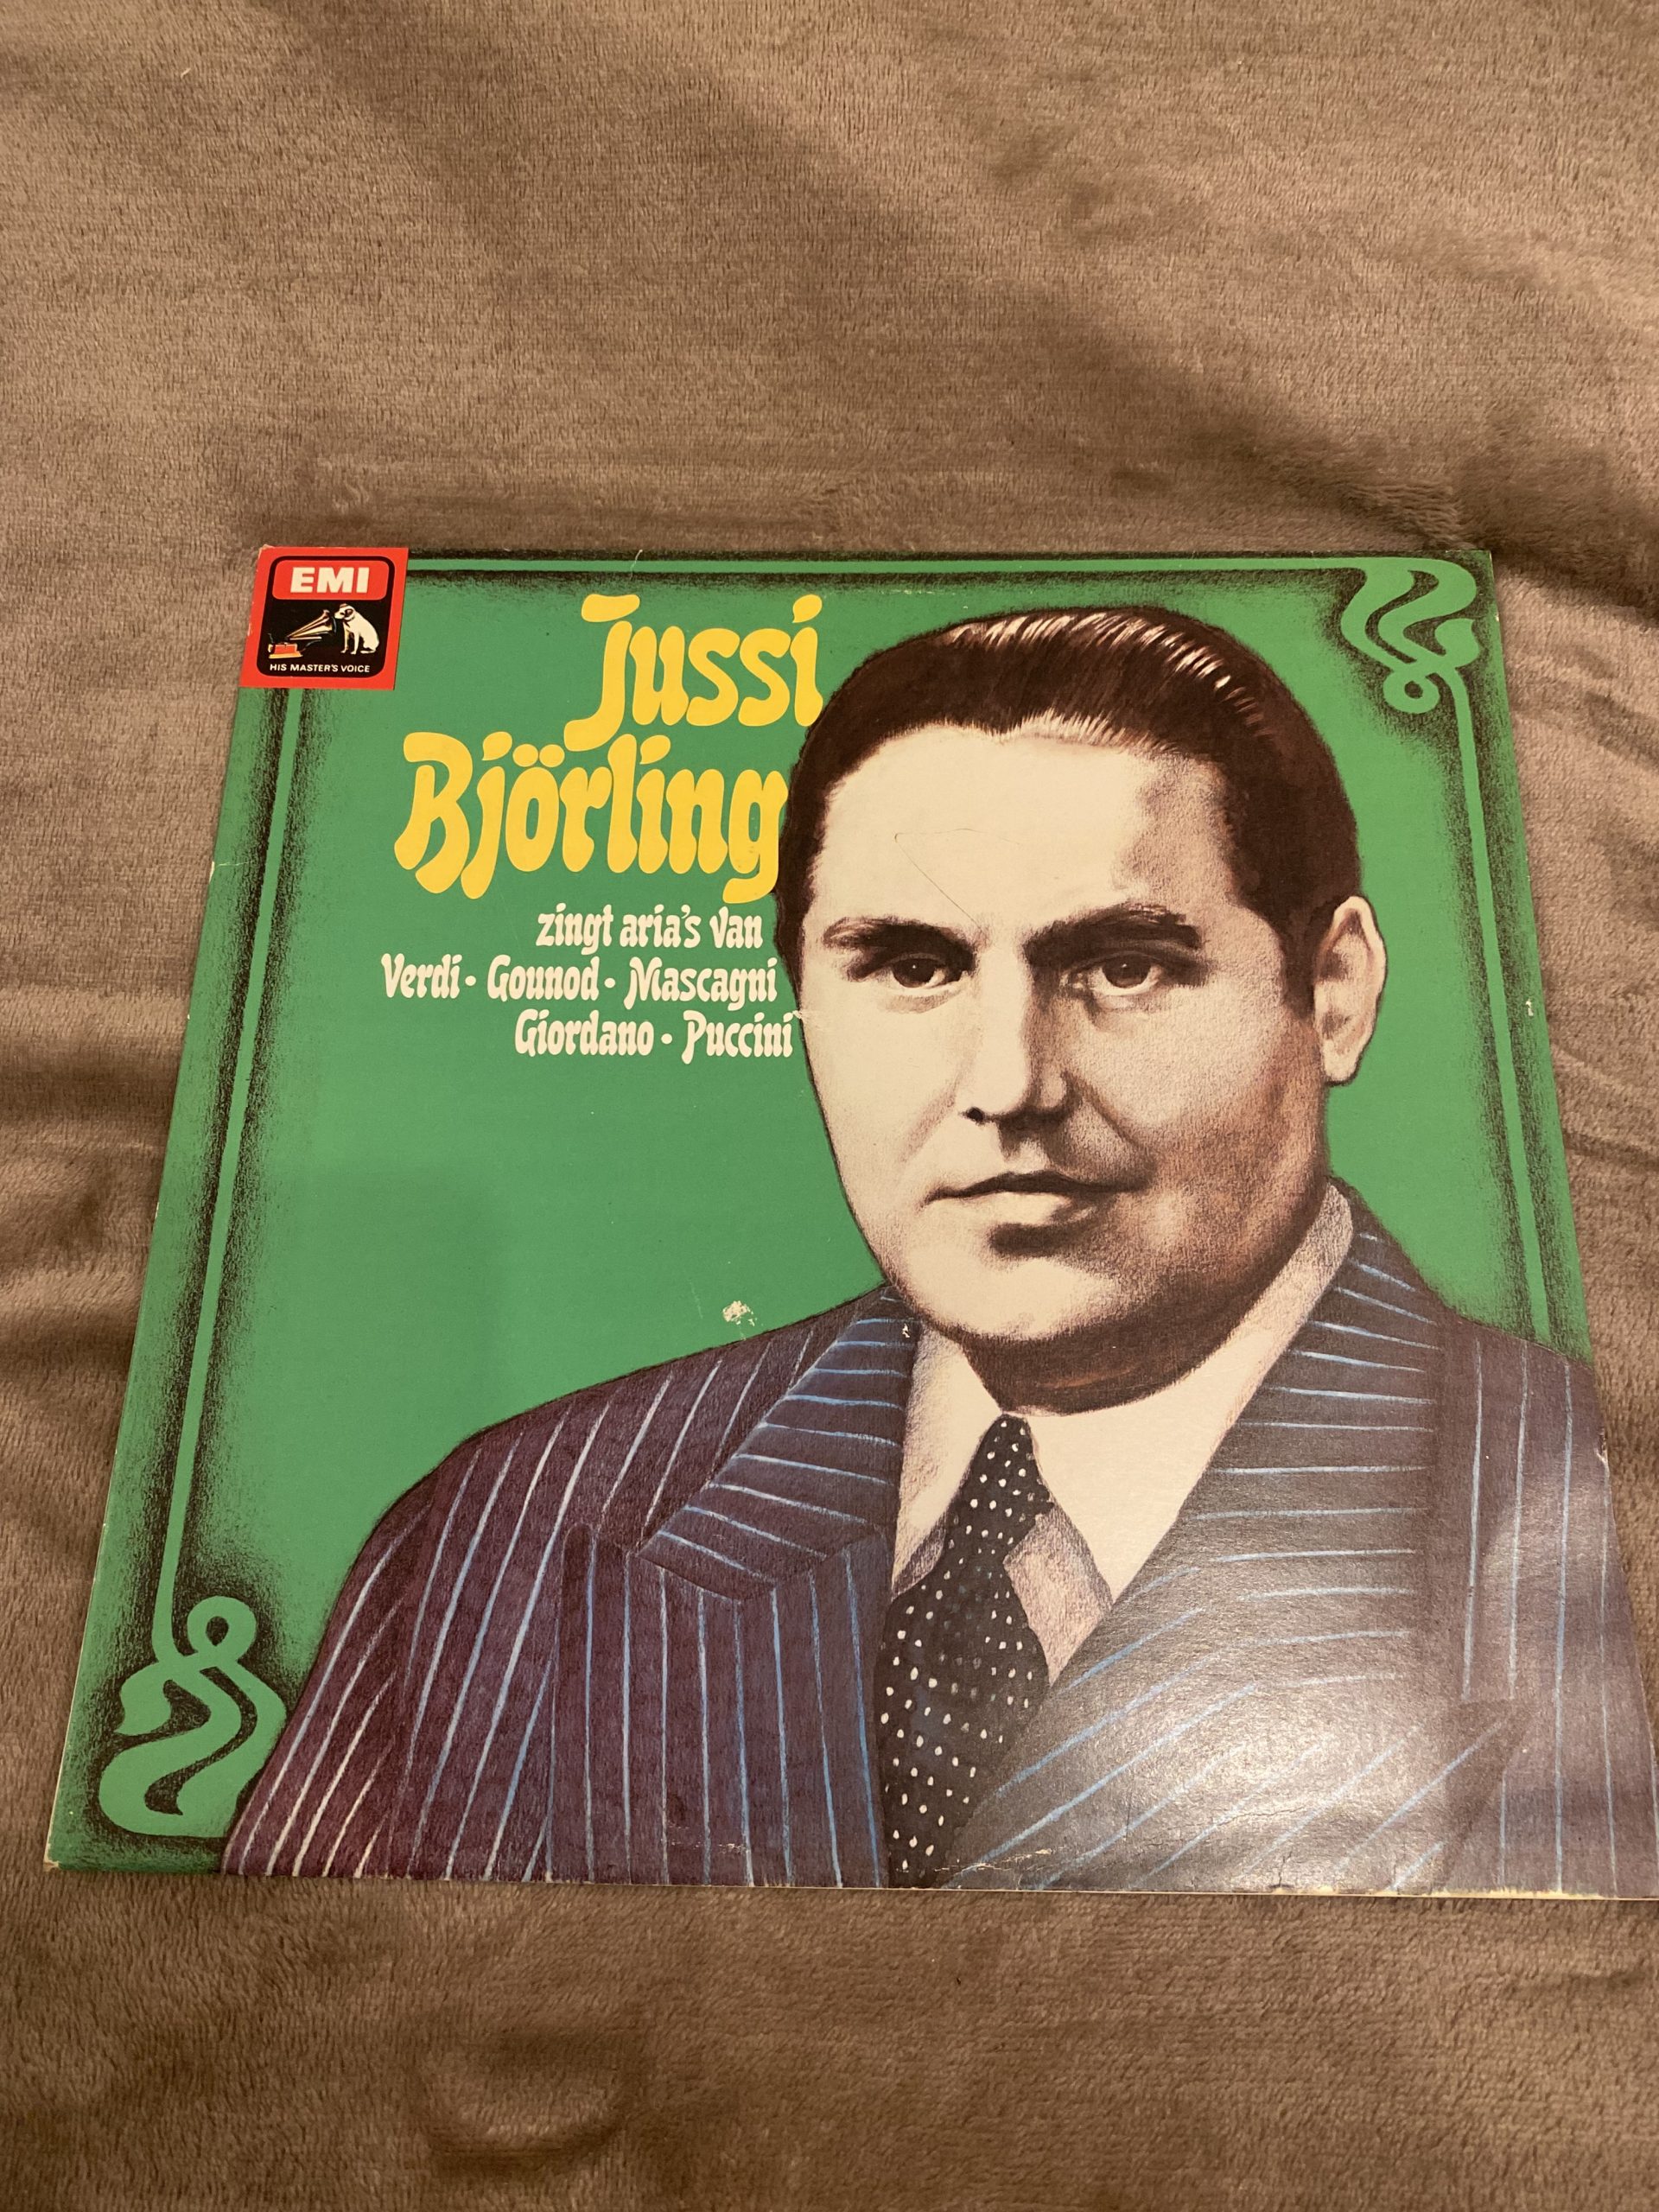 EMI
HIS MASTER'S VOICE
Jussi
Björling
zingt aria's van
Verdi • Gounod • Mascagni
Giordano • Puccini